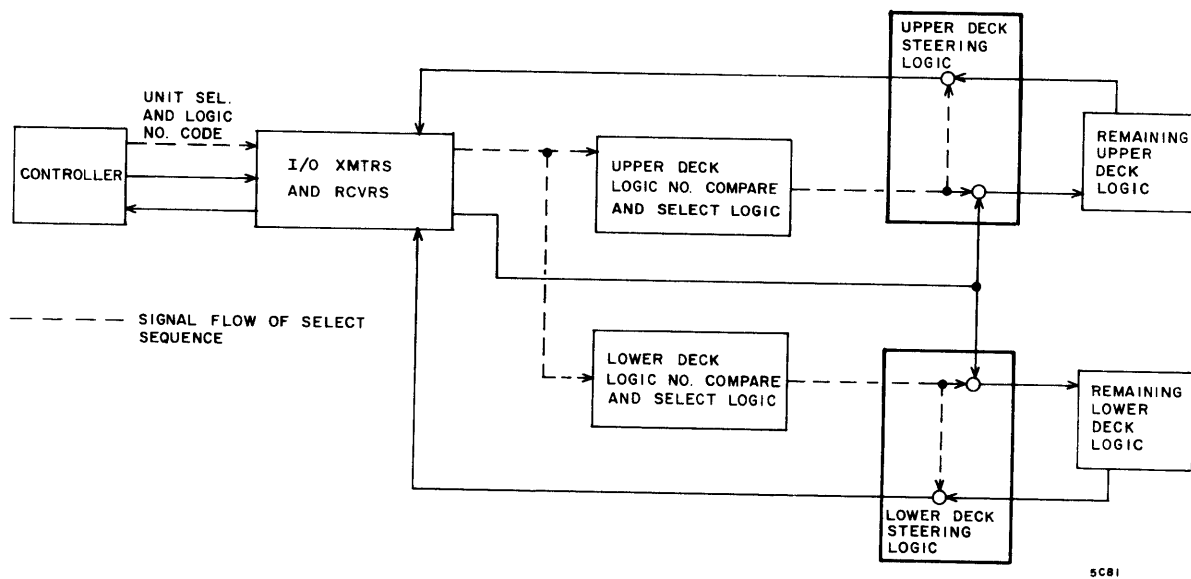 UPPER DECK
STEERING
LOGIC
UNIT SEL.
AND LOGIC
NO. CODE
CONTROLLER
I/O XMTRS
AND RCVRS
UPPER DECK
LOGIC NO. COMPARE
AND SELECT LOGIC
REMAINING
UPPER
DECK
LOGIC
SIGNAL FLOW OF SELECT
SEQUENCE
LOWER DECK
LOGIC NO. COMPARE
AND SELECT LOGIC
REMAINING
LOWER
DECK
LOGIC
LOWER DECK
STEERING
LOGIC
5C81